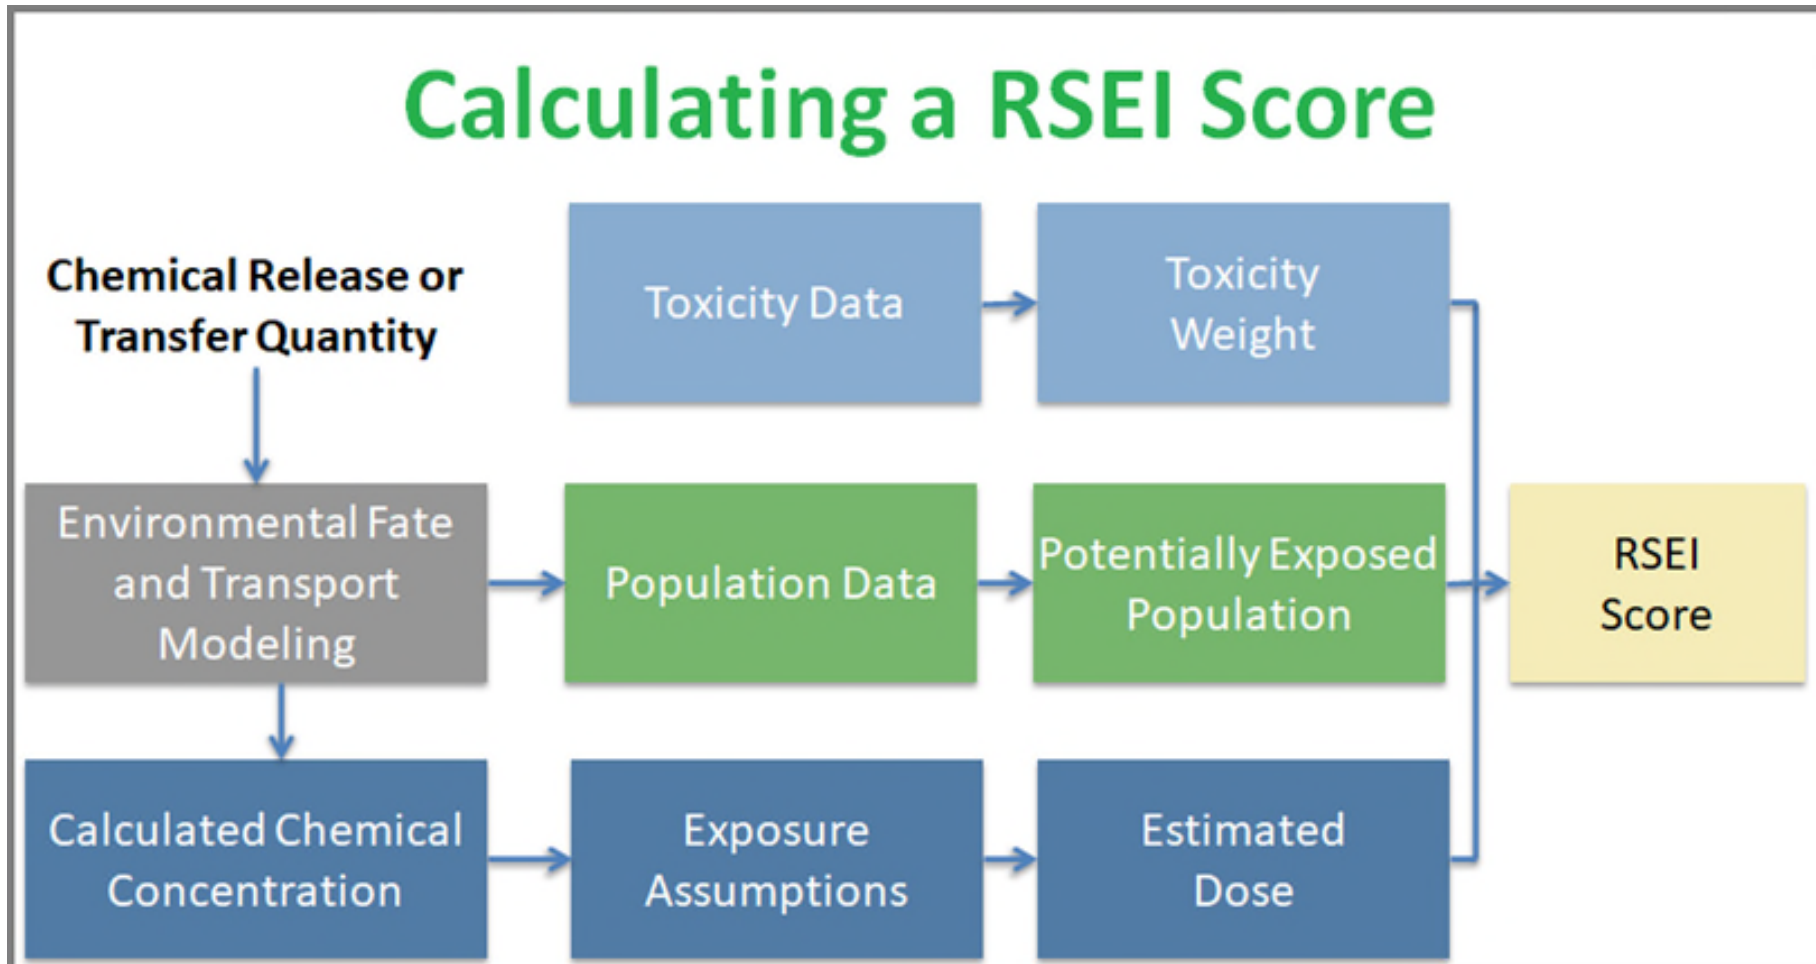 Calculating a RSEI Score
Chemical Release or
Transfer Quantity
Toxicity Data
Toxicity
Weight
Environmental Fate
and Transport
Modeling
Population Data
Potentially Exposed
Population
RSEI
Score
Calculated Chemical
Concentration
Exposure
Assumptions
Estimated
Dose